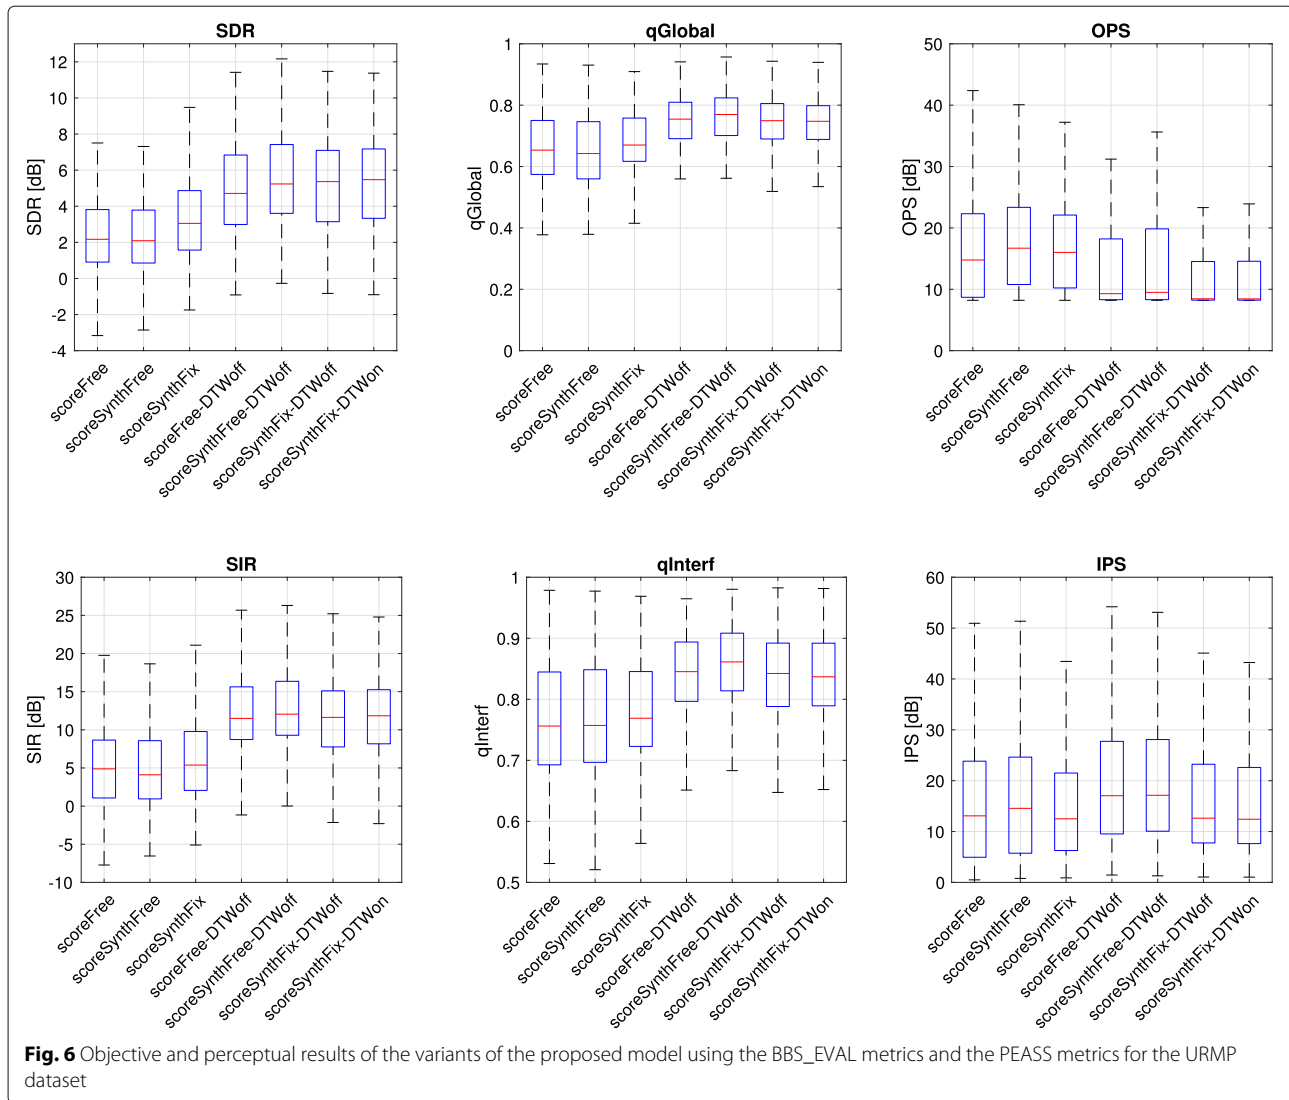 SDR
SDR [dB]
12
10
8
6
4
2
0
-2
-4
scoreFree
scoreSynthFree
scoreSynthFix
scoreFree-DTWoff
scoreSynthFree-DTWoff
scoreSynthFix-DTWoff
scoreSynthFix-DTWon
qGlobal
qGlobal
1
0.8
0.6
0.4
0.2
0
scoreFree
scoreSynthFree
scoreSynthFix
scoreFree-DTWoff
scoreSynthFree-DTWoff
scoreSynthFix-DTWoff
scoreSynthFix-DTWon
OPS
OPS [dB]
50
40
30
20
10
0
scoreFree
scoreSynthFree
scoreSynthFix
scoreFree-DTWoff
scoreSynthFree-DTWoff
scoreSynthFix-DTWoff
scoreSynthFix-DTWon
SIR
SIR [dB]
30
25
20
15
10
5
0
-5
-10
scoreFree
scoreSynthFree
scoreSynthFix
scoreFree-DTWoff
scoreSynthFree-DTWoff
scoreSynthFix-DTWoff
scoreSynthFix-DTWon
qInterf
qInterf
1
0.9
0.8
0.7
0.6
0.5
scoreFree
scoreSynthFree
scoreSynthFix
scoreFree-DTWoff
scoreSynthFree-DTWoff
scoreSynthFix-DTWoff
scoreSynthFix-DTWon
IPS
IPS [dB]
60
50
40
30
20
10
0
scoreFree
scoreSynthFree
scoreSynthFix
scoreFree-DTWoff
scoreSynthFree-DTWoff
scoreSynthFix-DTWoff
scoreSynthFix-DTWon
Fig. 6 Objective and perceptual results of the variants of the proposed model using the BBS_EVAL metrics and the PEASS metrics for the URMP
dataset